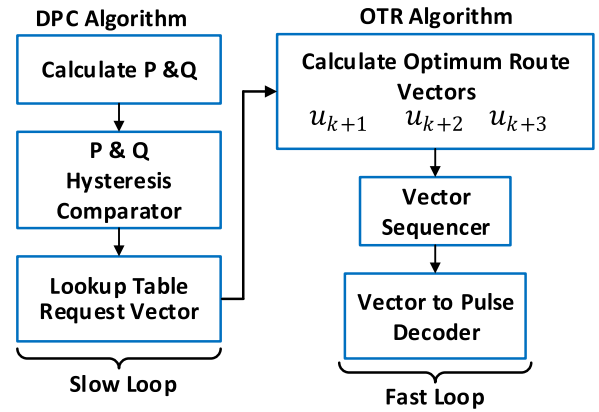 DPC Algorithm
Calculate P &Q
P & Q
Hysteresis
Comparator
Lookup Table
Request Vector
Slow Loop
OTR Algorithm
Calculate Optimum Route
Vectors
u_{k+1} u_{k+2} u_{k+3}
Vector
Sequencer
Vector to Pulse
Decoder
Fast Loop